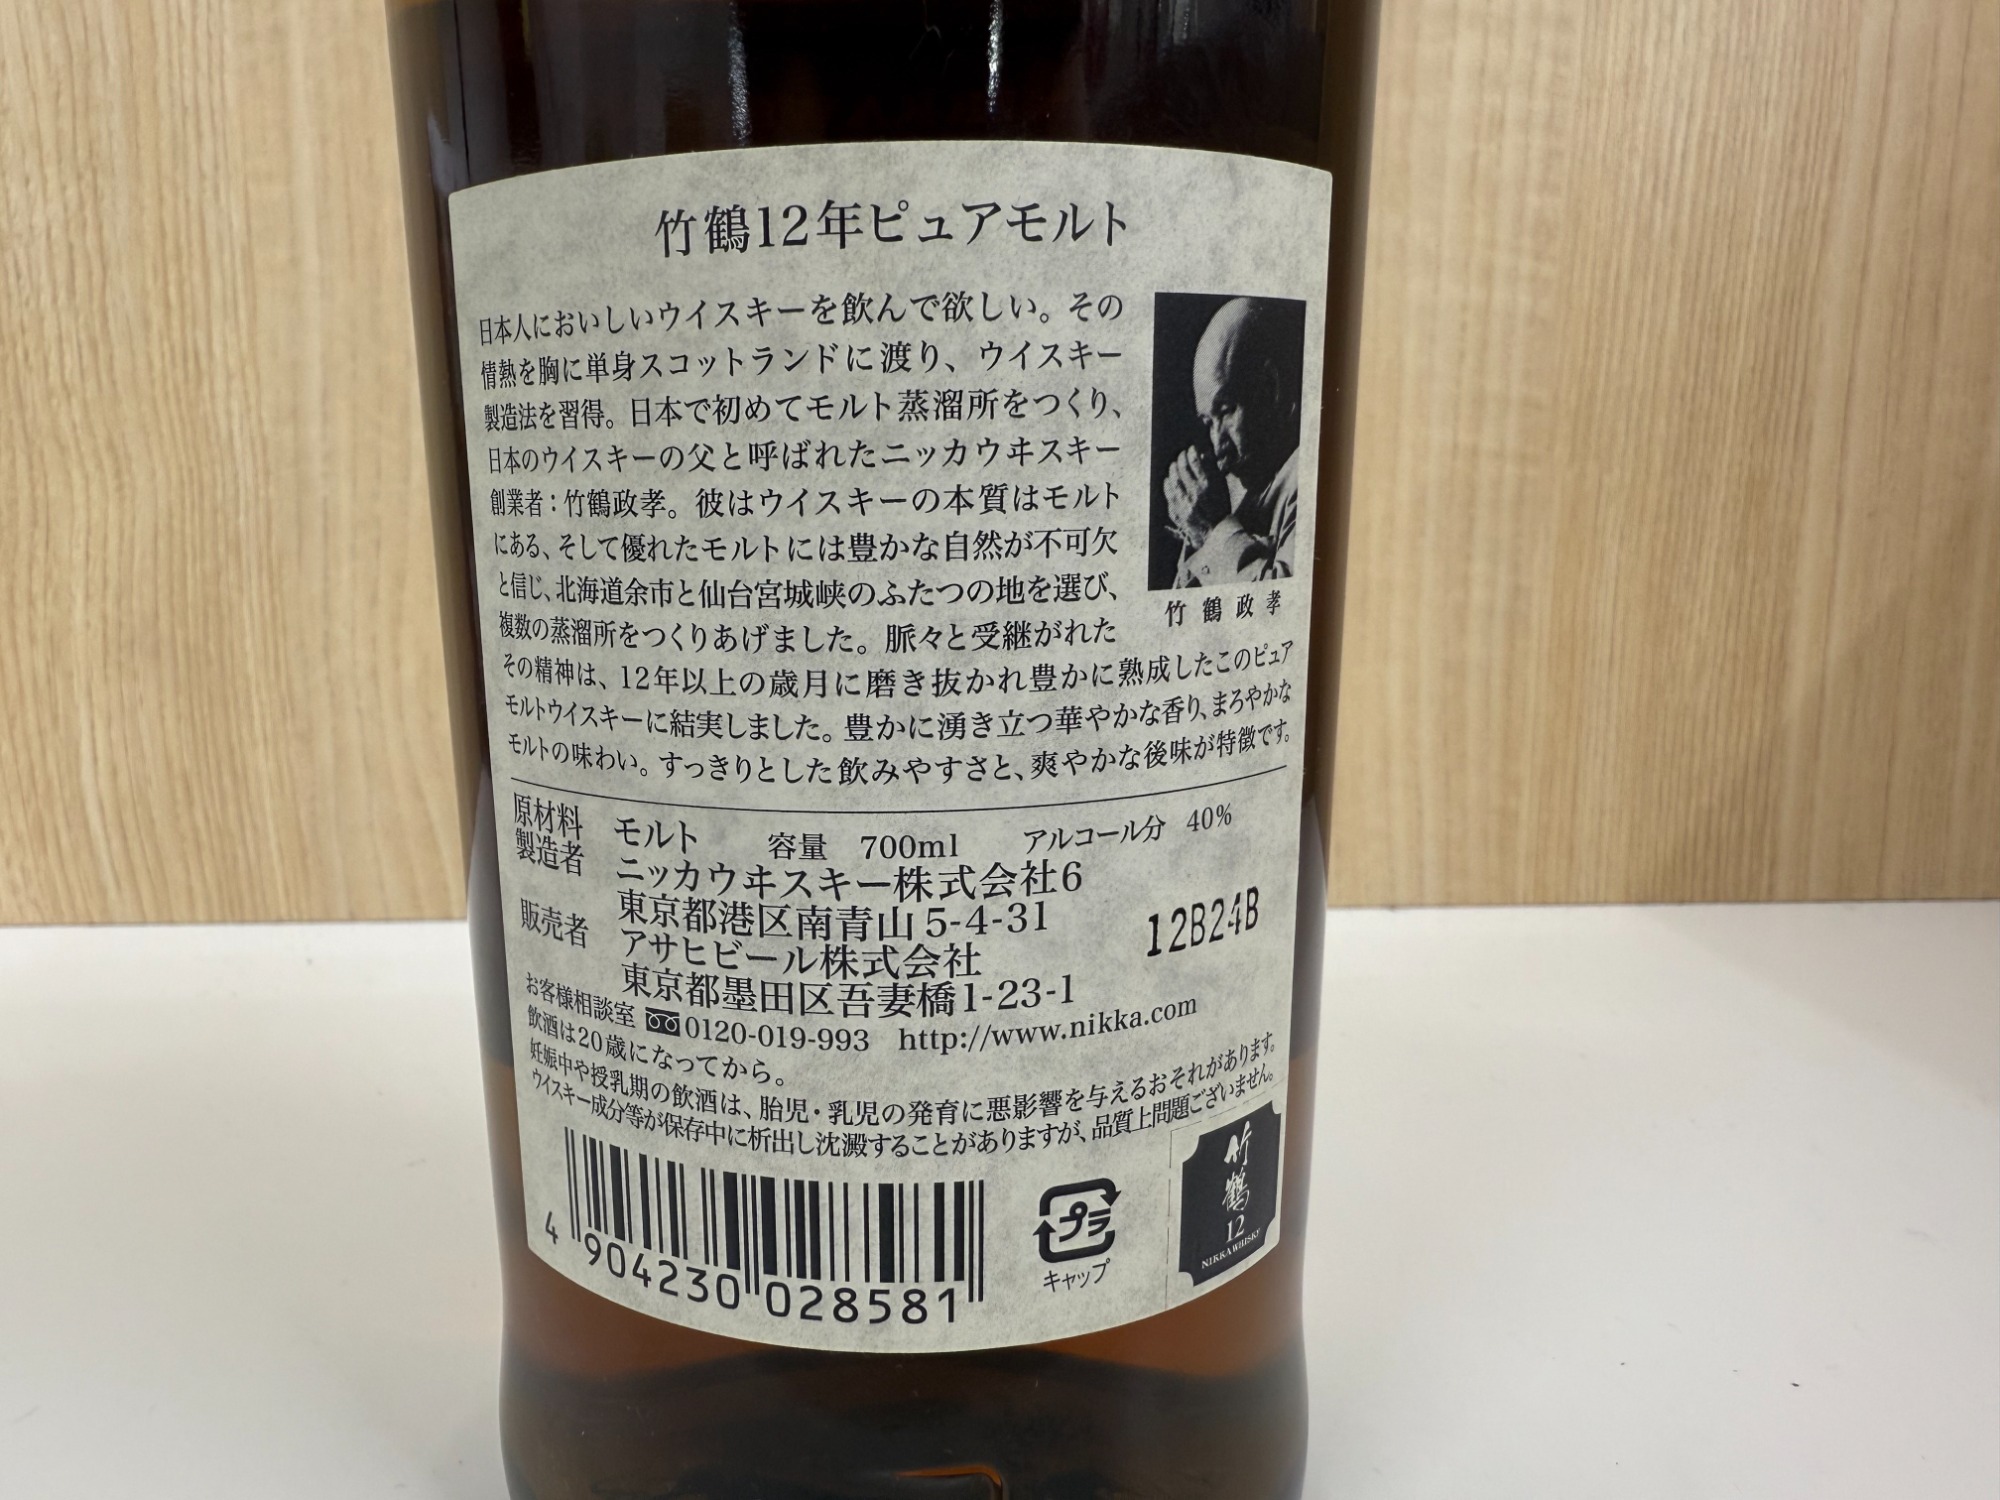 竹鶴12年ピュアモルト
日本人においしいウイスキーを飲んで欲しい。その
情熱を胸に単身スコットランドに渡り、ウイスキー
製造法を習得。日本で初めてモルト蒸溜所をつくり、
日本のウイスキーの父と呼ばれたニッカウヰスキー
創業者：竹鶴政孝。彼はウイスキーの本質はモルト
にある、そして優れたモルトには豊かな自然が不可欠
と信じ、北海道余市と仙台宮城峡のふたつの地を選び、
複数の蒸溜所をつくりあげました。脈々と受継がれた
その精神は、12年以上の歳月に磨き抜かれ豊かに熟成したこのピュア
モルトウイスキーに結実しました。豊かに湧き立つ華やかな香り、まろやかな
モルトの味わい。すっきりとした飲みやすさと、爽やかな後味が特徴です。
竹鶴政孝
原材料 モルト 容量 700ml アルコール分 40%
製造者 ニッカウヰスキー株式会社6
東京都港区南青山5-4-31
販売者 アサヒビール株式会社
東京都墨田区吾妻橋1-23-1
12B24B
お客様相談室 0120-019-993 http://www.nikka.com
飲酒は20歳になってから。
妊娠中や授乳期の飲酒は、胎児・乳児の発育に悪影響を与えるおそれがあります。
ウイスキー成分等が保存中に析出し沈澱することがありますが、品質上問題ございません。
4 904230 028581
プラ
キャップ
竹鶴
12
NIKKA WHISKY